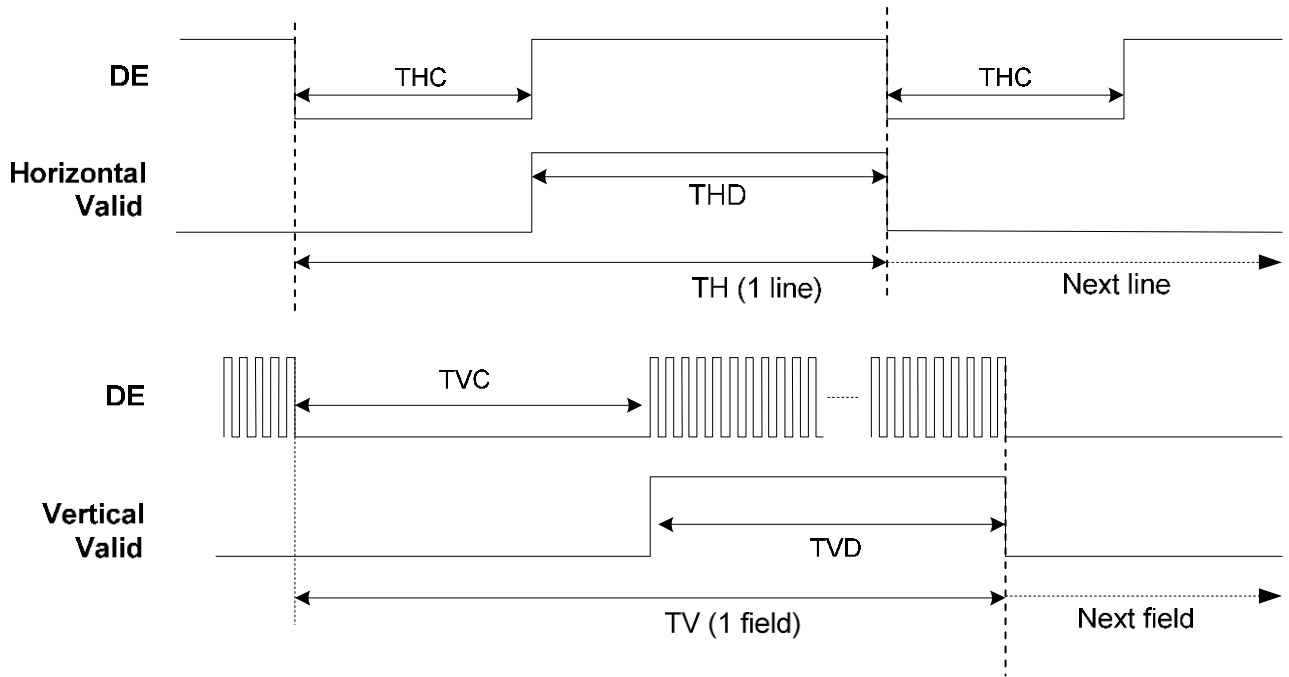 DE
THC
THC
Horizontal
Valid
THD
TH (1 line)
Next line
DE
TVC
Vertical
Valid
TVD
TV (1 field)
Next field